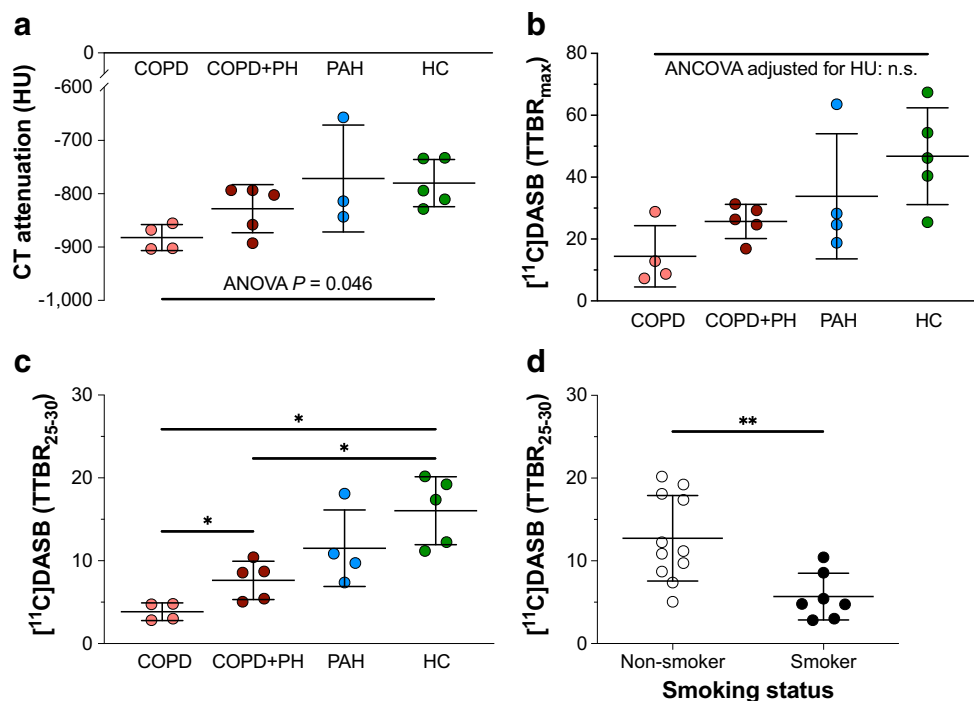 a
CT attenuation (HU)
0
-600
-700
-800
-900
-1,000
COPD COPD+PH PAH HC
ANOVA P = 0.046
b
[¹¹C]DASB (TTBRmax)
80
60
40
20
0
ANCOVA adjusted for HU: n.s.
COPD COPD+PH PAH HC
c
[¹¹C]DASB (TTBR25-30)
30
20
10
0
*
*
*
COPD COPD+PH PAH HC
d
[¹¹C]DASB (TTBR25-30)
30
20
10
0
**
Non-smoker Smoker
Smoking status